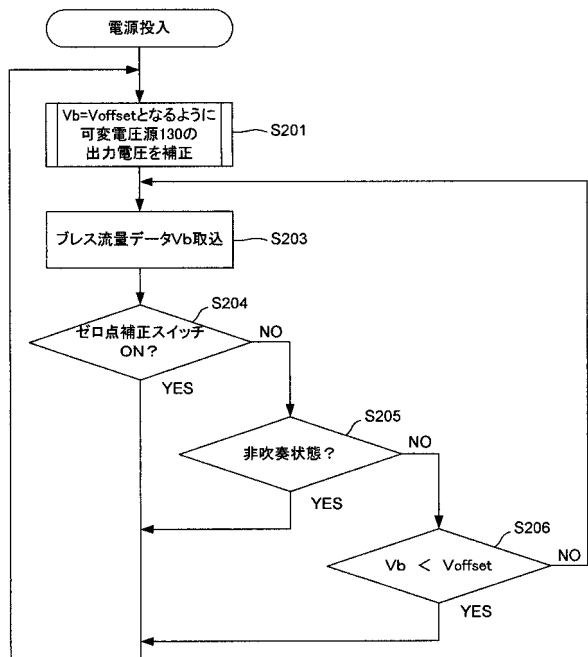 電源投入
Vb=Voffsetとなるように
可変電圧源130の
出力電圧を補正
S201
ブレス流量データVb取込
S203
S204
ゼロ点補正スイッチ
ON?
NO
YES
S205
非吹奏状態?
NO
YES
S206
Vb < Voffset
NO
YES